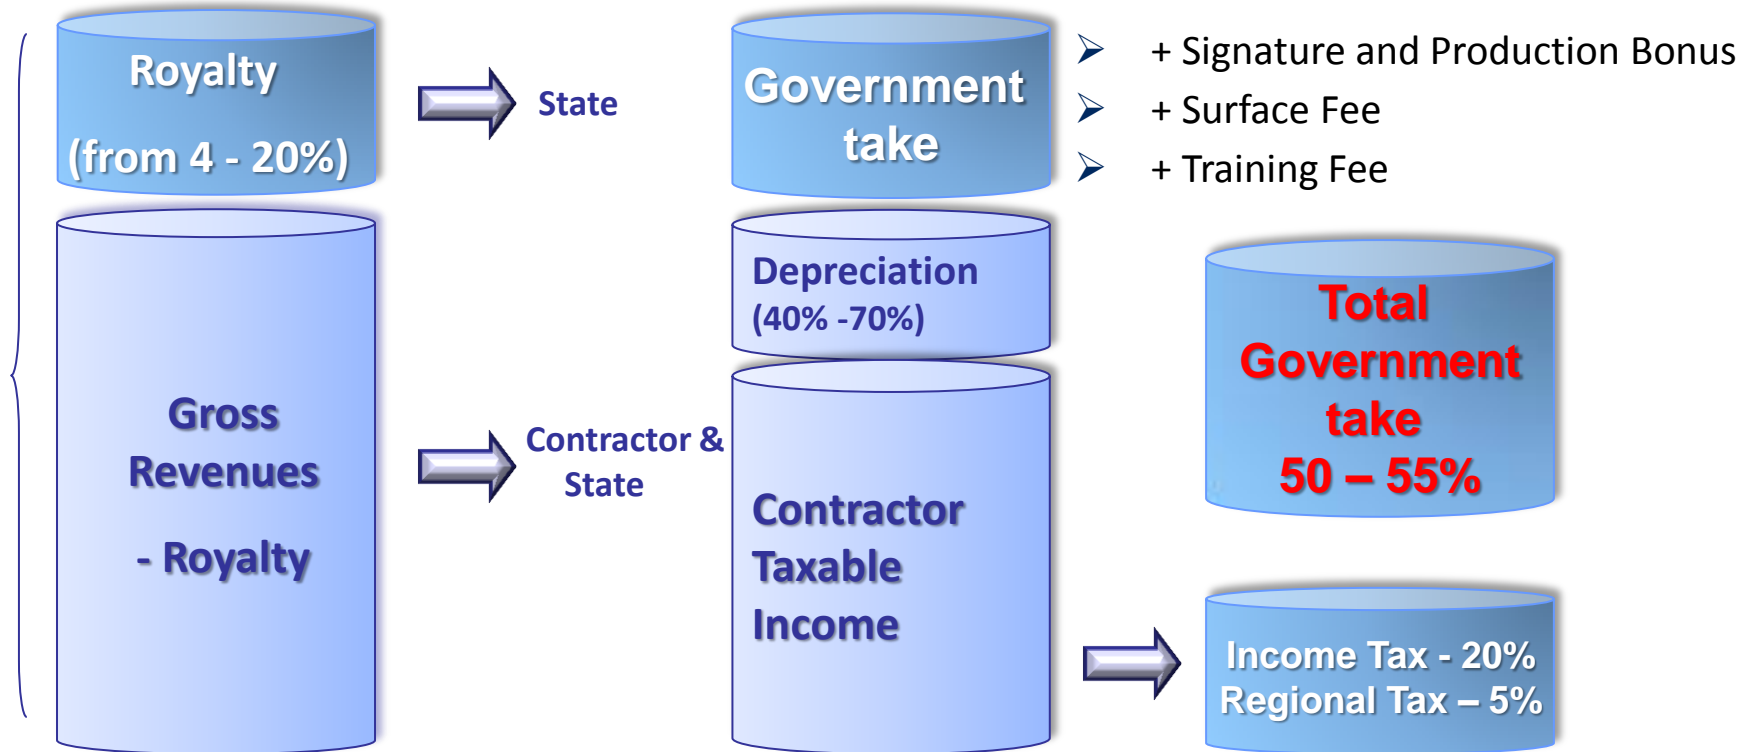 Royalty
(from 4 - 20%)
State
Government
take
+ Signature and Production Bonus
+ Surface Fee
+ Training Fee
Gross
Revenues
- Royalty
Contractor &
State
Depreciation
(40% -70%)
Contractor
Taxable
Income
Total
Government
take
50 – 55%
Income Tax - 20%
Regional Tax – 5%